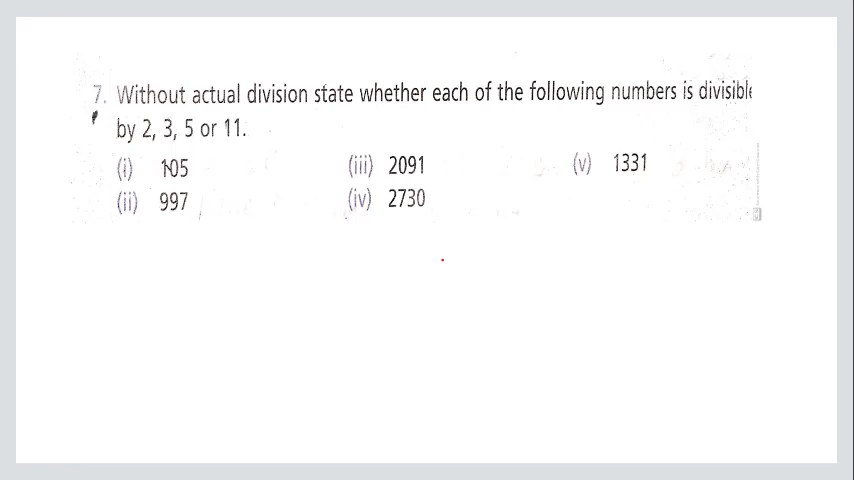 7. Without actual division state whether each of the following numbers is divisible
by 2, 3, 5 or 11.
(i) 105 (iii) 2091 (v) 1331
(ii) 997 (iv) 2730